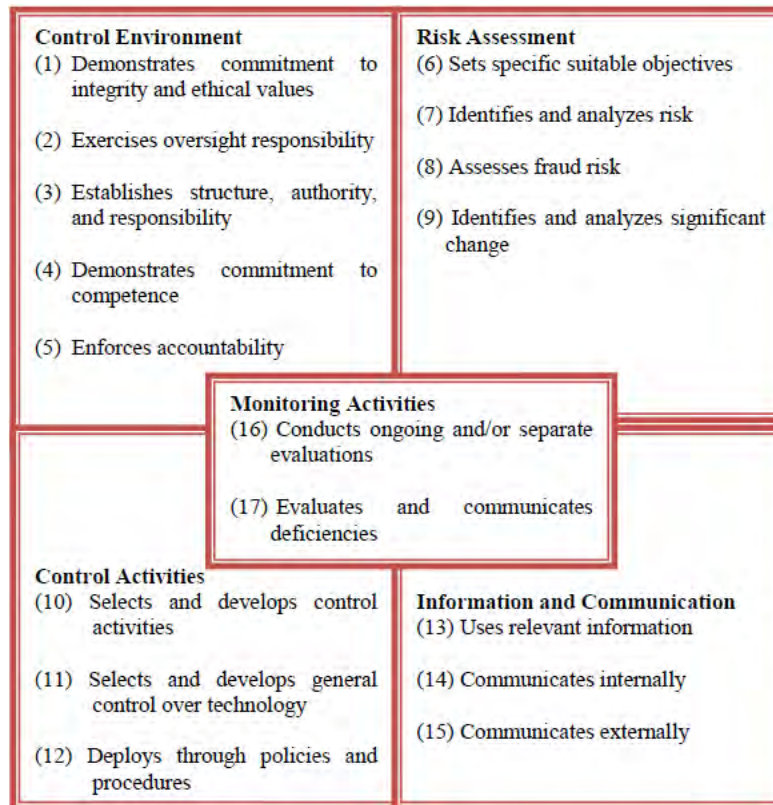 Control Environment
(1) Demonstrates commitment to
integrity and ethical values
(2) Exercises oversight responsibility
(3) Establishes structure, authority,
and responsibility
(4) Demonstrates commitment to
competence
(5) Enforces accountability
Risk Assessment
(6) Sets specific suitable objectives
(7) Identifies and analyzes risk
(8) Assesses fraud risk
(9) Identifies and analyzes significant
change
Monitoring Activities
(16) Conducts ongoing and/or separate
evaluations
(17) Evaluates and communicates
deficiencies
Control Activities
(10) Selects and develops control
activities
(11) Selects and develops general
control over technology
(12) Deploys through policies and
procedures
Information and Communication
(13) Uses relevant information
(14) Communicates internally
(15) Communicates externally